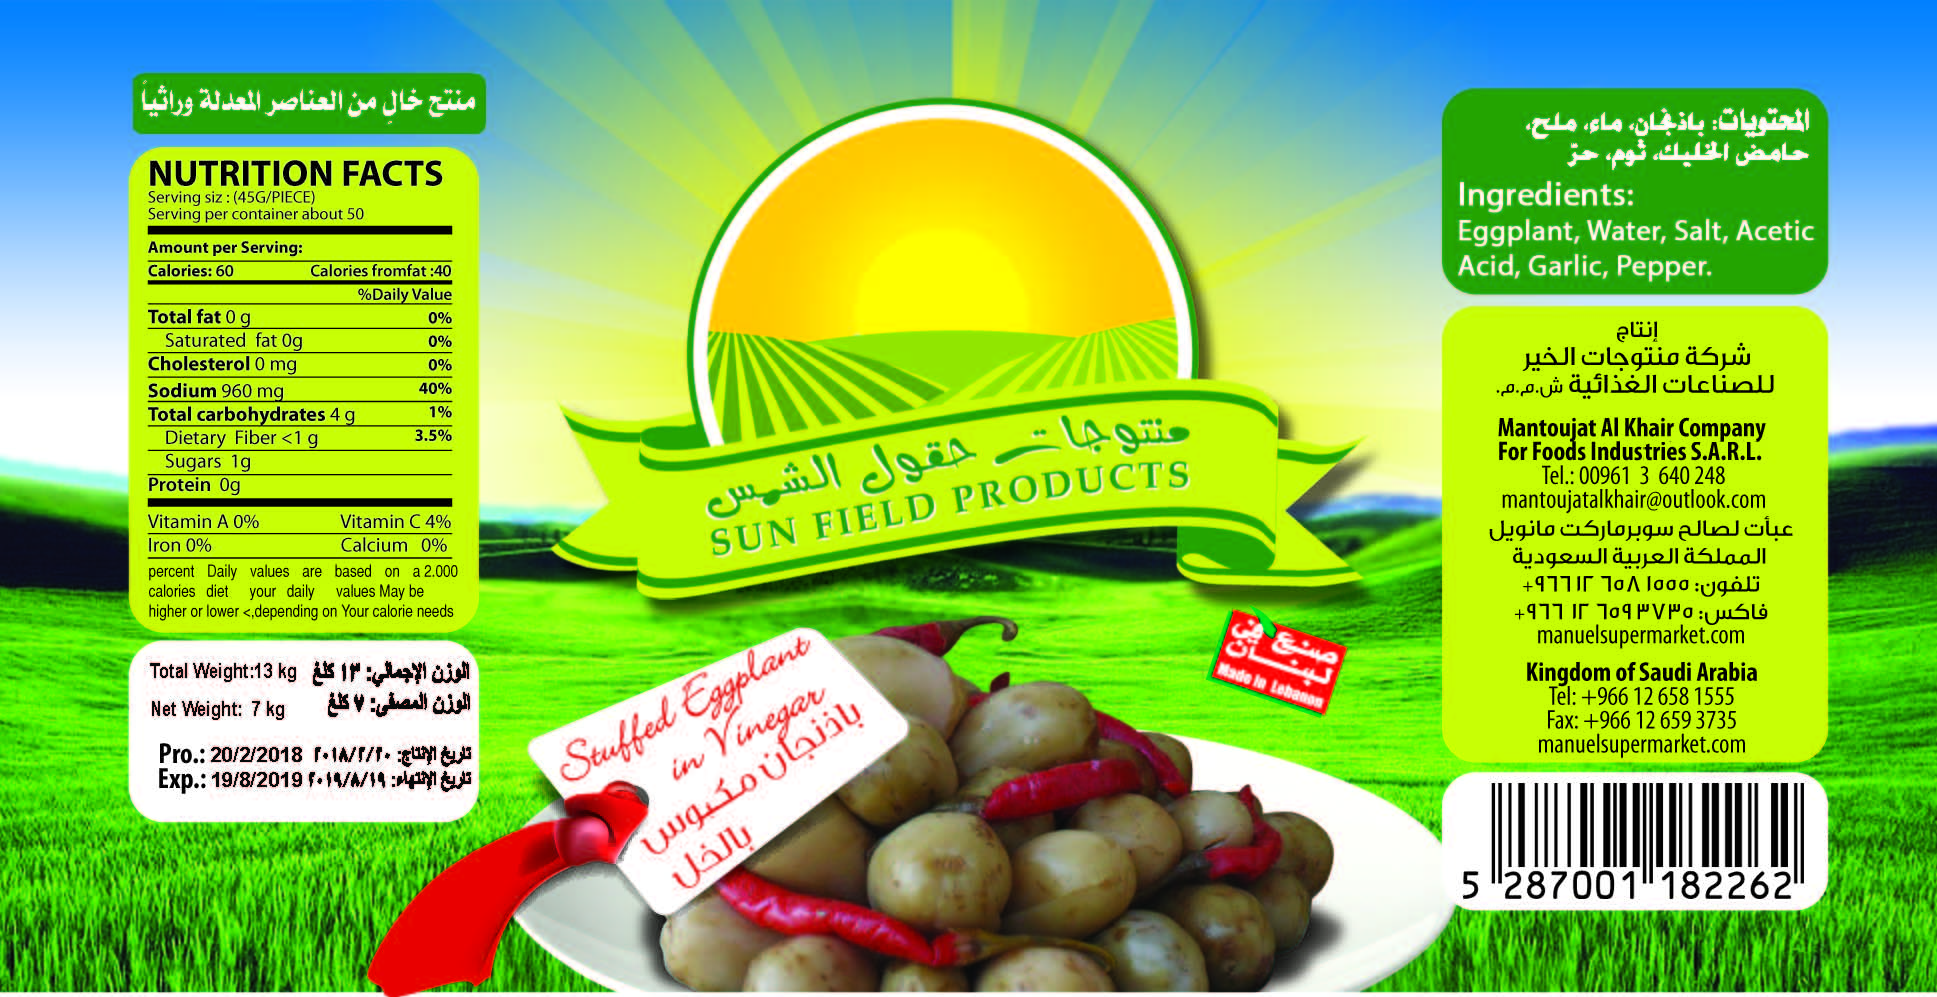 منتج خالٍ من العناصر المعدلة وراثياً
NUTRITION FACTS
Serving siz : (45G/PIECE)
Serving per container about 50
Amount per Serving:
Calories: 60 Calories fromfat :40
%Daily Value
Total fat 0 g 0%
Saturated fat 0g 0%
Cholesterol 0 mg 0%
Sodium 960 mg 40%
Total carbohydrates 4 g 1%
Dietary Fiber <1 g 3.5%
Sugars 1g
Protein 0g
Vitamin A 0% Vitamin C 4%
Iron 0% Calcium 0%
percent Daily values are based on a 2.000
calories diet your daily values May be
higher or lower <,depending on Your calorie needs
Total Weight:13 kg الوزن الإجمالي: ١٣ كلغ
Net Weight: 7 kg الوزن المصفى: ٧ كلغ
Pro.: 20/2/2018 تاريخ الإنتاج: ٢٠١٨/٢/٢٠
Exp.: 19/8/2019 تاريخ الإنتهاء: ٢٠١٩/٨/١٩
منتوجات حقول الشمس
SUN FIELD PRODUCTS
صنع في
لبنان
Made In Lebanon
Stuffed Eggplant
in Vinegar
باذنجان مكبوس
بالخل
المحتويات: باذنجان، ماء، ملح،
حامض الخليك، ثوم، حرّ
Ingredients:
Eggplant, Water, Salt, Acetic
Acid, Garlic, Pepper.
إنتاج
شركة منتوجات الخير
للصناعات الغذائية ش.م.م.
Mantoujat Al Khair Company
For Foods Industries S.A.R.L.
Tel.: 00961 3 640 248
mantoujatalkhair@outlook.com
عبأت لصالح سوبرماركت مانويل
المملكة العربية السعودية
تلفون: ١٥٥٥ ٦٥٨ ١٢ ٩٦٦+
فاكس: ٣٧٣٥ ٦٥٩ ١٢ ٩٦٦+
manuelsupermarket.com
Kingdom of Saudi Arabia
Tel: +966 12 658 1555
Fax: +966 12 659 3735
manuelsupermarket.com
5 287001 182262